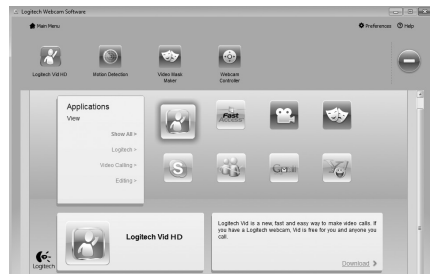 Logitech Webcam Software
Main Menu
Preferences
Help
Logitech Vid HD
Motion Detection
Video Mask
Maker
Webcam
Controller
Applications
View
Show All >
Logitech >
Video Calling >
Editing >
Fast
Logitech Vid HD
Logitech Vid is a new, fast and easy way to make video calls. If
you have a Logitech webcam, Vid is free for you and anyone you
call.
Download >
Logitech